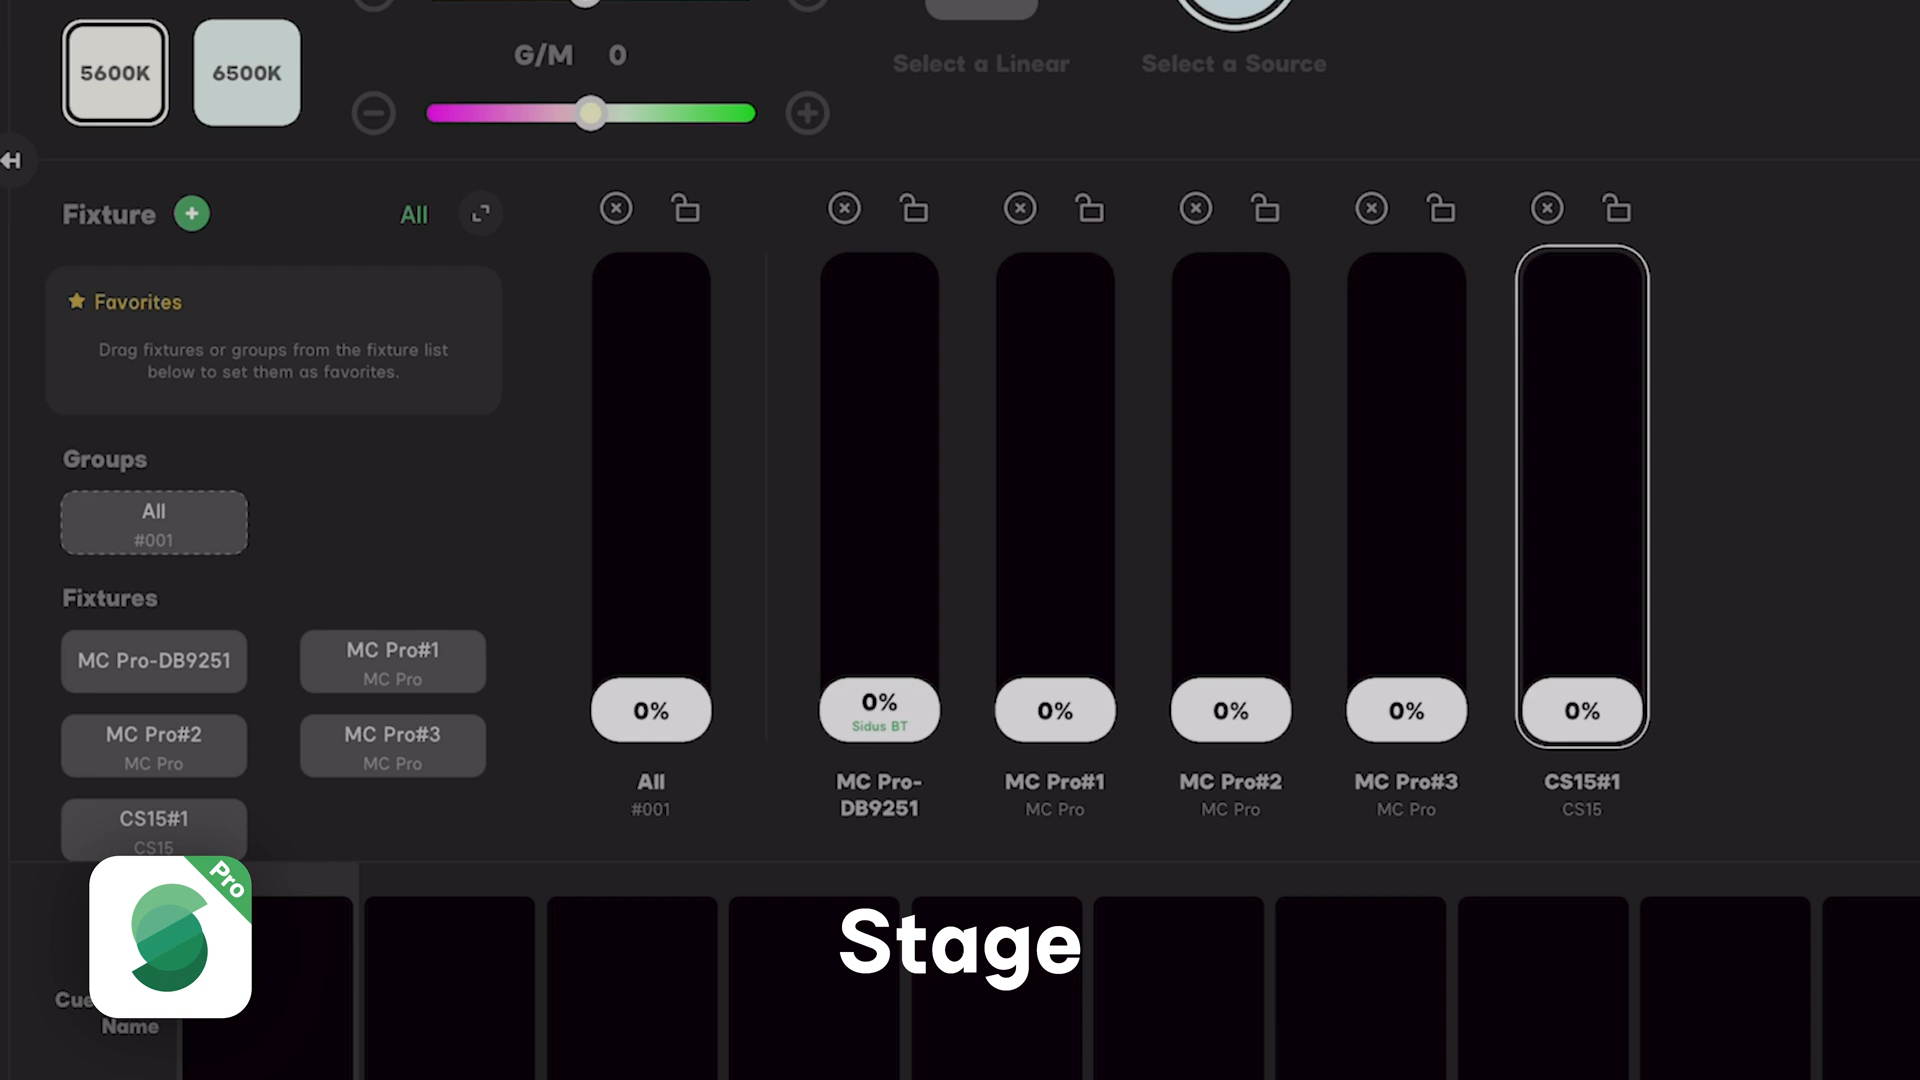 5600K
6500K
G/M 0
Select a Linear
Select a Source
Fixture
All
Favorites
Drag fixtures or groups from the fixture list
below to set them as favorites.
Groups
All
#001
Fixtures
MC Pro-DB9251
MC Pro#1
MC Pro
MC Pro#2
MC Pro
MC Pro#3
MC Pro
CS15#1
CS15
0%
All
#001
0%
Sidus BT
MC Pro-
DB9251
0%
MC Pro#1
MC Pro
0%
MC Pro#2
MC Pro
0%
MC Pro#3
MC Pro
0%
CS15#1
CS15
Pro
Stage
Cue
Name